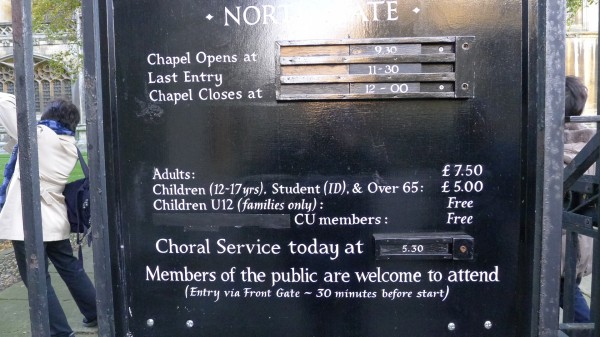 NORTH GATE
Chapel Opens at 9.30
Last Entry 11-30
Chapel Closes at 12-00
Adults: £7.50
Children (12-17yrs), Student (ID), & Over 65: £5.00
Children U12 (families only): Free
CU members: Free
Choral Service today at 5.30
Members of the public are welcome to attend
(Entry via Front Gate ~ 30 minutes before start)